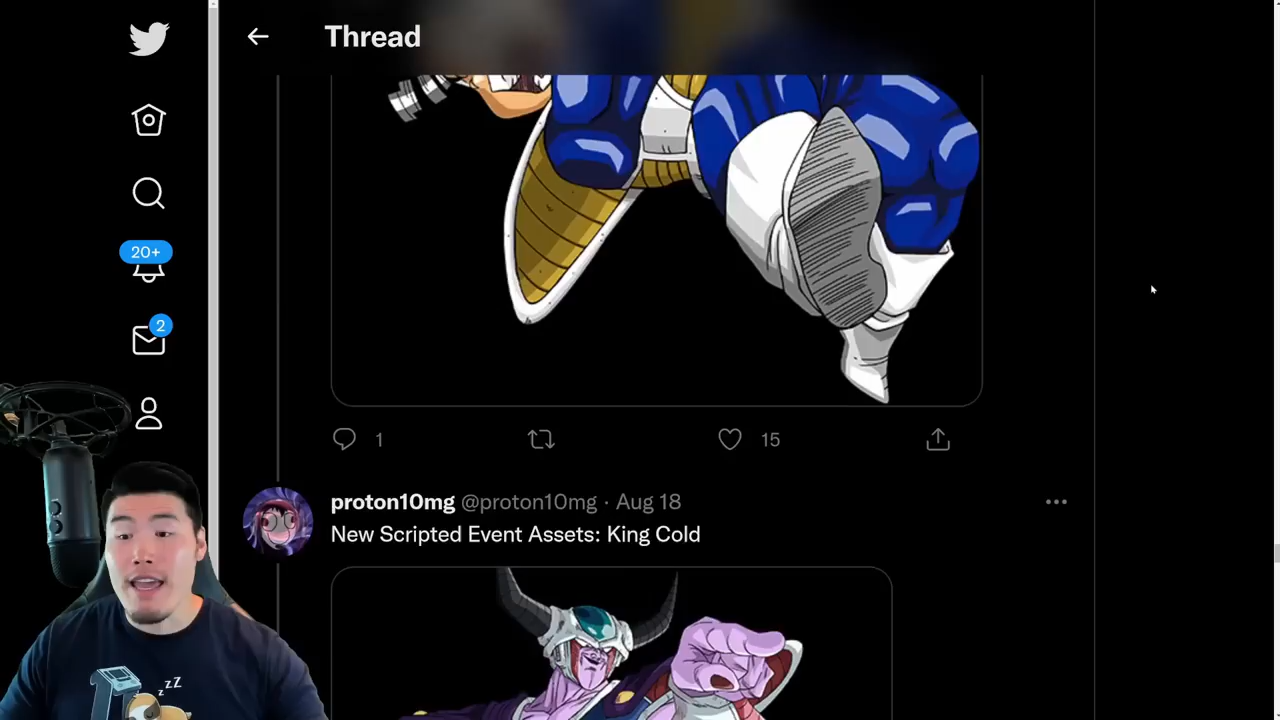 Thread
20+
2
1
15
proton10mg @proton10mg · Aug 18
New Scripted Event Assets: King Cold
z z Z Z